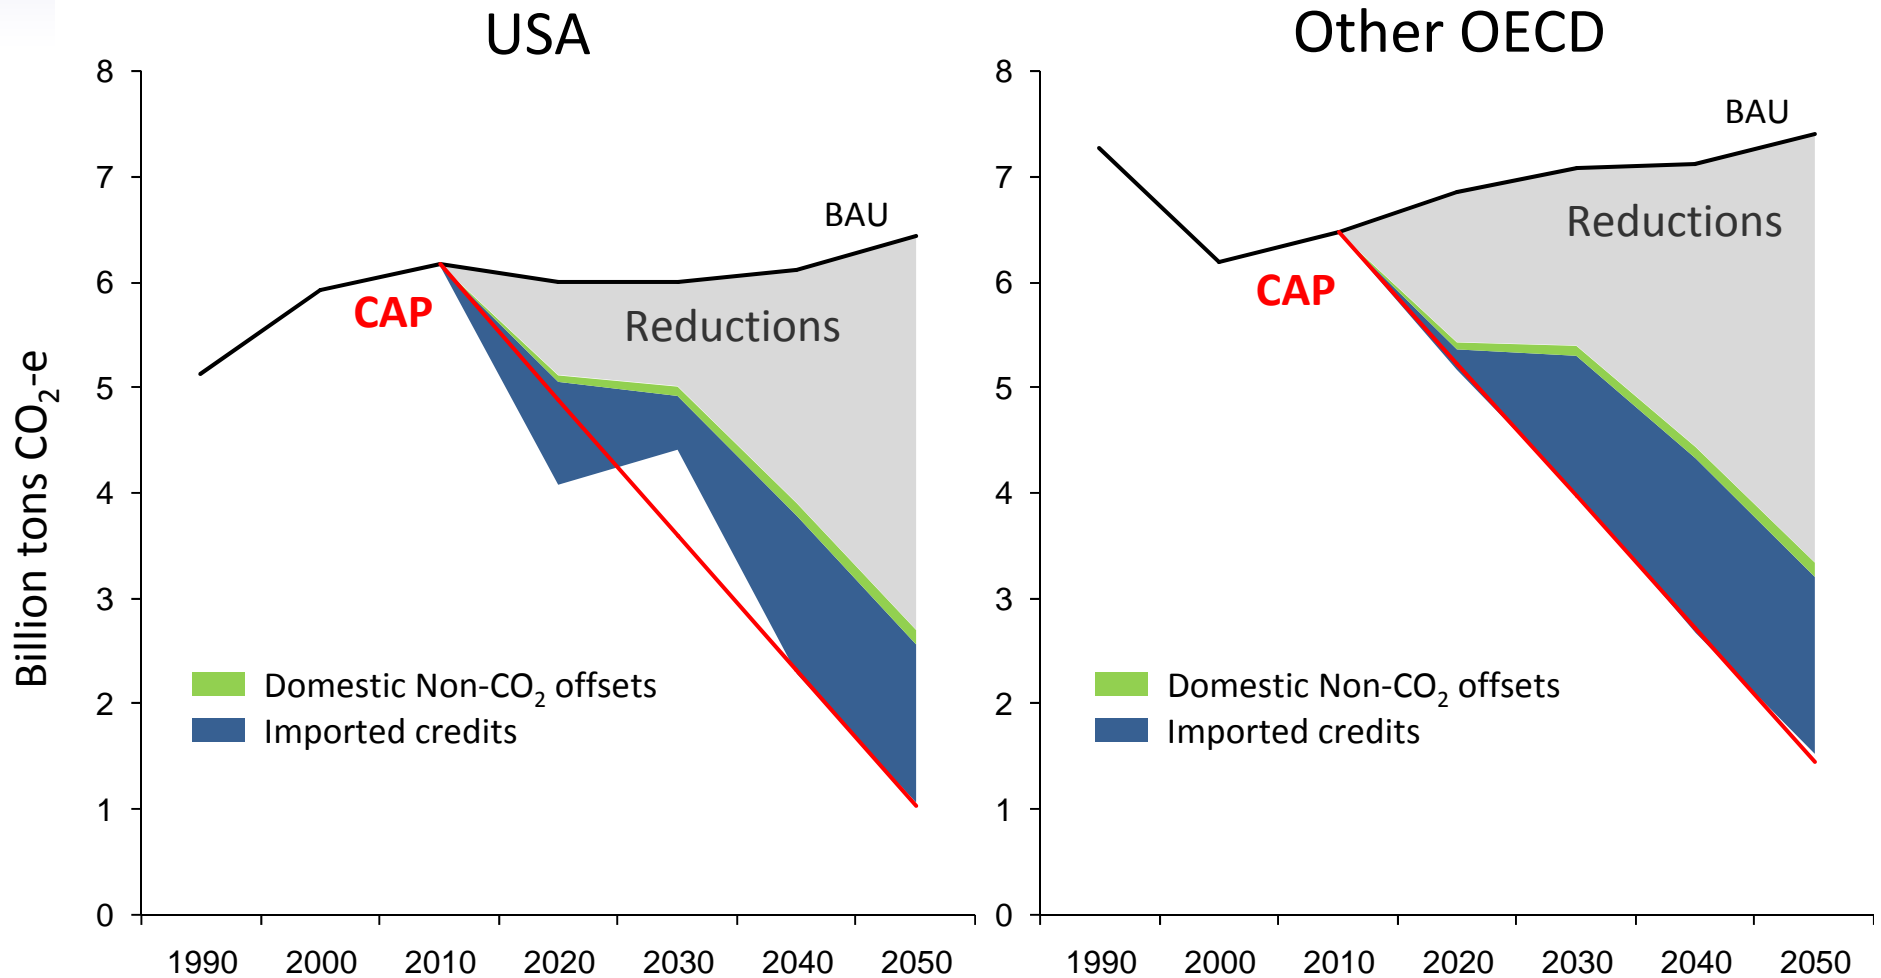 USA
Other OECD
Billion tons CO₂-e
8
7
6
5
4
3
2
1
0
BAU
CAP
Reductions
Domestic Non-CO₂ offsets
Imported credits
1990 2000 2010 2020 2030 2040 2050
8
7
6
5
4
3
2
1
0
BAU
Reductions
CAP
Domestic Non-CO₂ offsets
Imported credits
1990 2000 2010 2020 2030 2040 2050